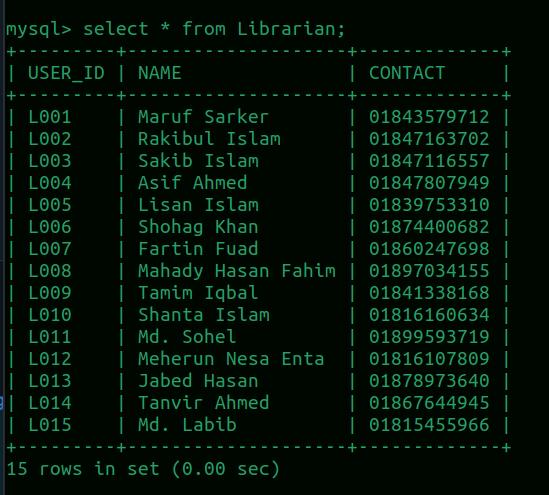 mysql> select * from Librarian;
+---------+--------------------+-------------+
| USER_ID | NAME               | CONTACT     |
+---------+--------------------+-------------+
| L001    | Maruf Sarker       | 01843579712 |
| L002    | Rakibul Islam      | 01847163702 |
| L003    | Sakib Islam        | 01847116557 |
| L004    | Asif Ahmed         | 01847807949 |
| L005    | Lisan Islam        | 01839753310 |
| L006    | Shohag Khan        | 01874400682 |
| L007    | Fartin Fuad        | 01860247698 |
| L008    | Mahady Hasan Fahim | 01897034155 |
| L009    | Tamim Iqbal        | 01841338168 |
| L010    | Shanta Islam       | 01816160634 |
| L011    | Md. Sohel          | 01899593719 |
| L012    | Meherun Nesa Enta  | 01816107809 |
| L013    | Jabed Hasan        | 01878973640 |
| L014    | Tanvir Ahmed       | 01867644945 |
| L015    | Md. Labib          | 01815455966 |
+---------+--------------------+-------------+
15 rows in set (0.00 sec)